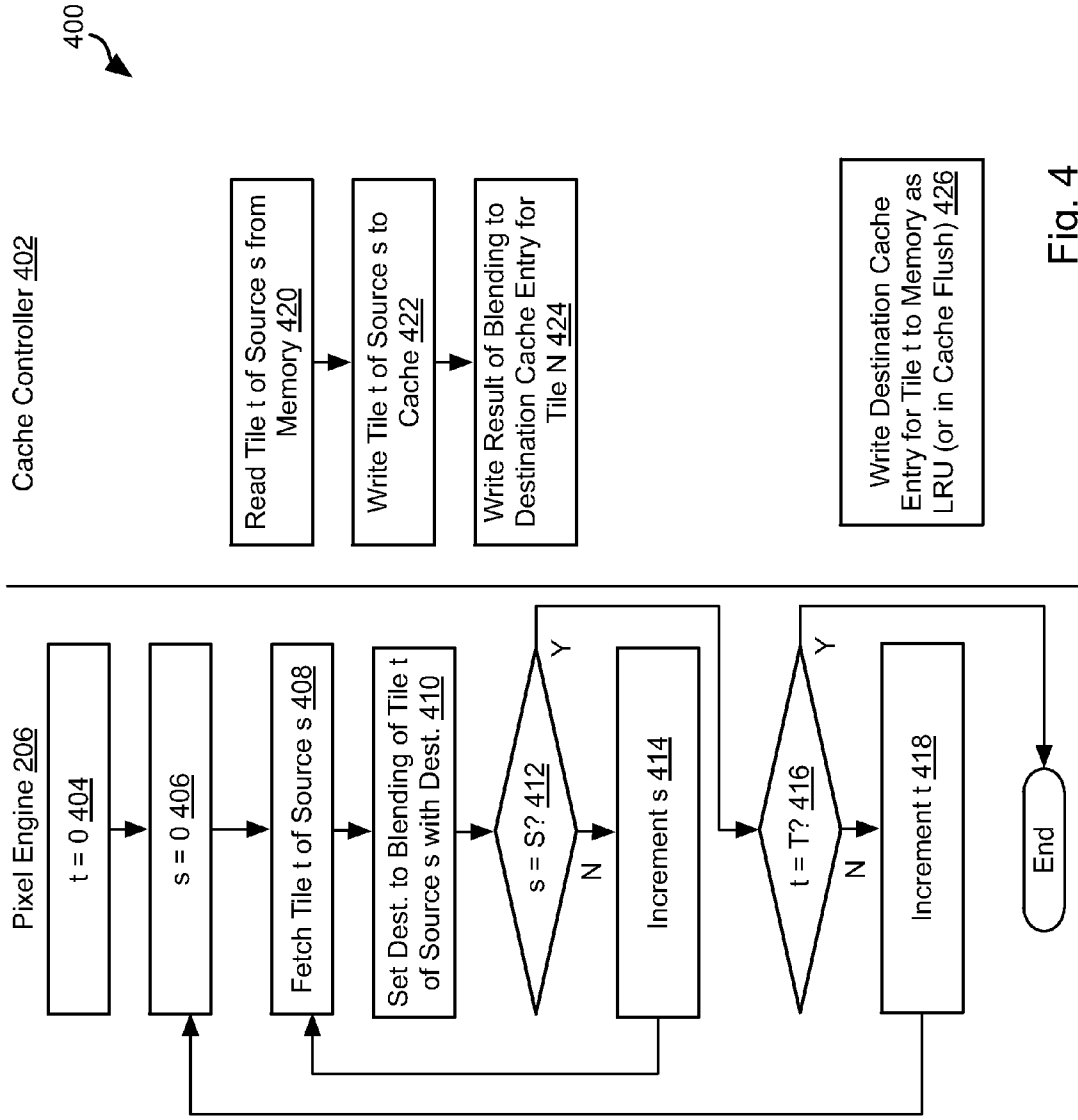 400
Pixel Engine 206
t = 0 404
s = 0 406
Fetch Tile t of Source s 408
Set Dest. to Blending of Tile t
of Source s with Dest. 410
s = S? 412
Y
N
Increment s 414
t = T? 416
Y
N
Increment t 418
End
Cache Controller 402
Read Tile t of Source s from
Memory 420
Write Tile t of Source s to
Cache 422
Write Result of Blending to
Destination Cache Entry for
Tile N 424
Write Destination Cache
Entry for Tile t to Memory as
LRU (or in Cache Flush) 426
Fig. 4